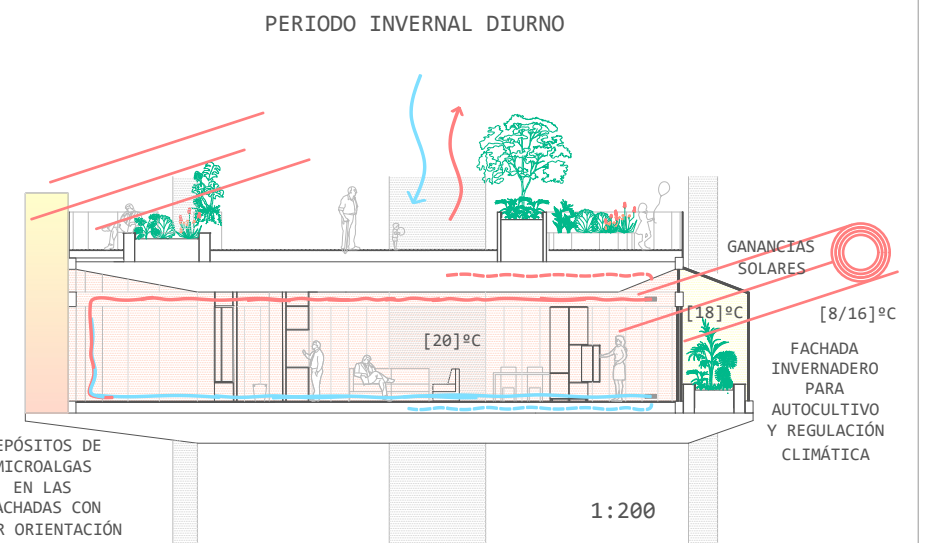 PERIODO INVERNAL DIURNO
GANANCIAS
SOLARES
[18]ºC
[8/16]ºC
[20]ºC
FACHADA
INVERNADERO
PARA
AUTOCULTIVO
Y REGULACIÓN
CLIMÁTICA
EPÓSITOS DE
MICROALGAS
EN LAS
ACHADAS CON
R ORIENTACIÓN
1:200